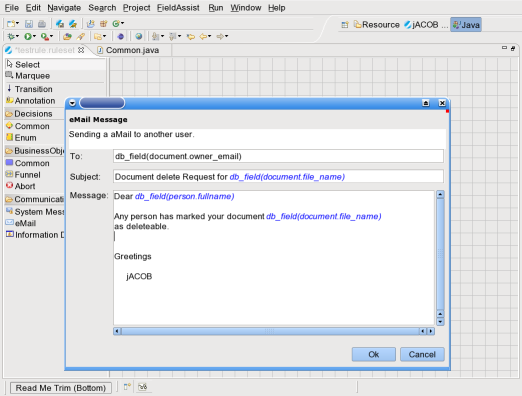 File Edit Navigate Search Project FieldAssist Run Window Help
Resource jACOB ... Java
*testrule.ruleset Common.java
Select
Marquee
Transition
Annotation
Decisions
Common
Enum
BusinessObj
Common
Funnel
Abort
Communicati
System Mess
eMail
Information D
eMail Message
Sending a aMail to another user.
To: db_field(document.owner_email)
Subject: Document delete Request for db_field(document.file_name)
Message: Dear db_field(person.fullname)
Any person has marked your document db_field(document.file_name)
as deleteable.
Greetings
jACOB
Ok Cancel
Read Me Trim (Bottom)